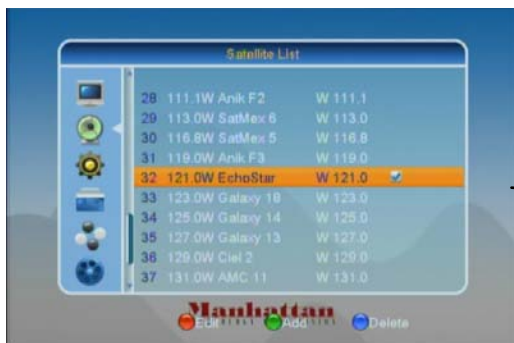 Satellite List
28 111.1W Anik F2 W 111.1
29 113.0W SatMex 6 W 113.0
30 116.8W SatMex 5 W 116.8
31 119.0W Anik F3 W 119.0
32 121.0W EchoStar W 121.0
33 123.0W Galaxy 18 W 123.0
34 125.0W Galaxy 14 W 125.0
35 127.0W Galaxy 13 W 127.0
36 129.0W Ciel 2 W 129.0
37 131.0W AMC 11 W 131.0
Manhattan
Edit Add Delete